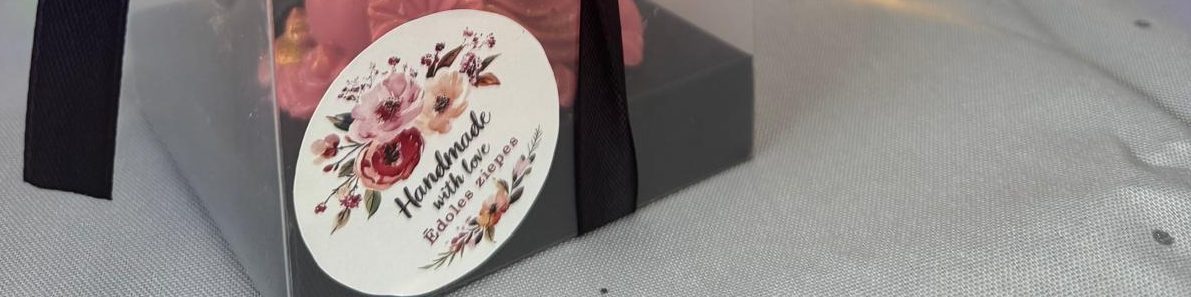 Handmade
with love
Ēdoles ziepes